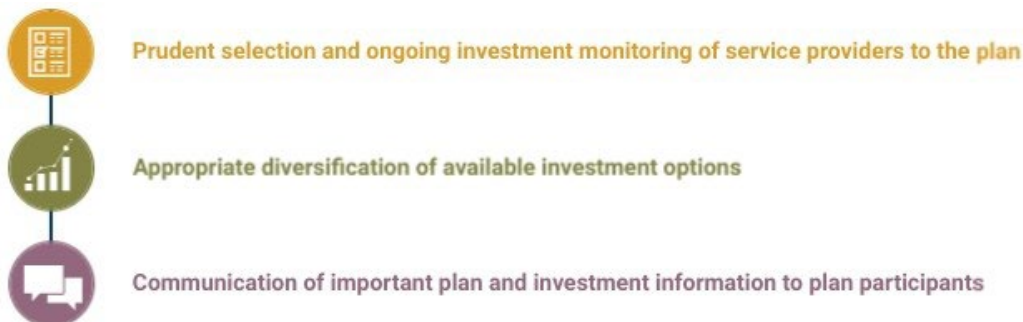 Prudent selection and ongoing investment monitoring of service providers to the plan
Appropriate diversification of available investment options
Communication of important plan and investment information to plan participants